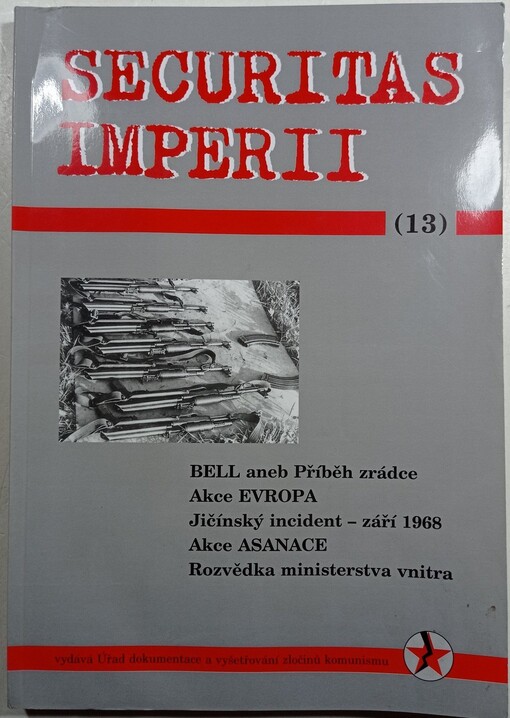 SECURITAS
IMPERII
(13)
BELL aneb Příběh zrádce
Akce EVROPA
Jičínský incident – září 1968
Akce ASANACE
Rozvědka ministerstva vnitra
vydává Úřad dokumentace a vyšetřování zločinů komunismu